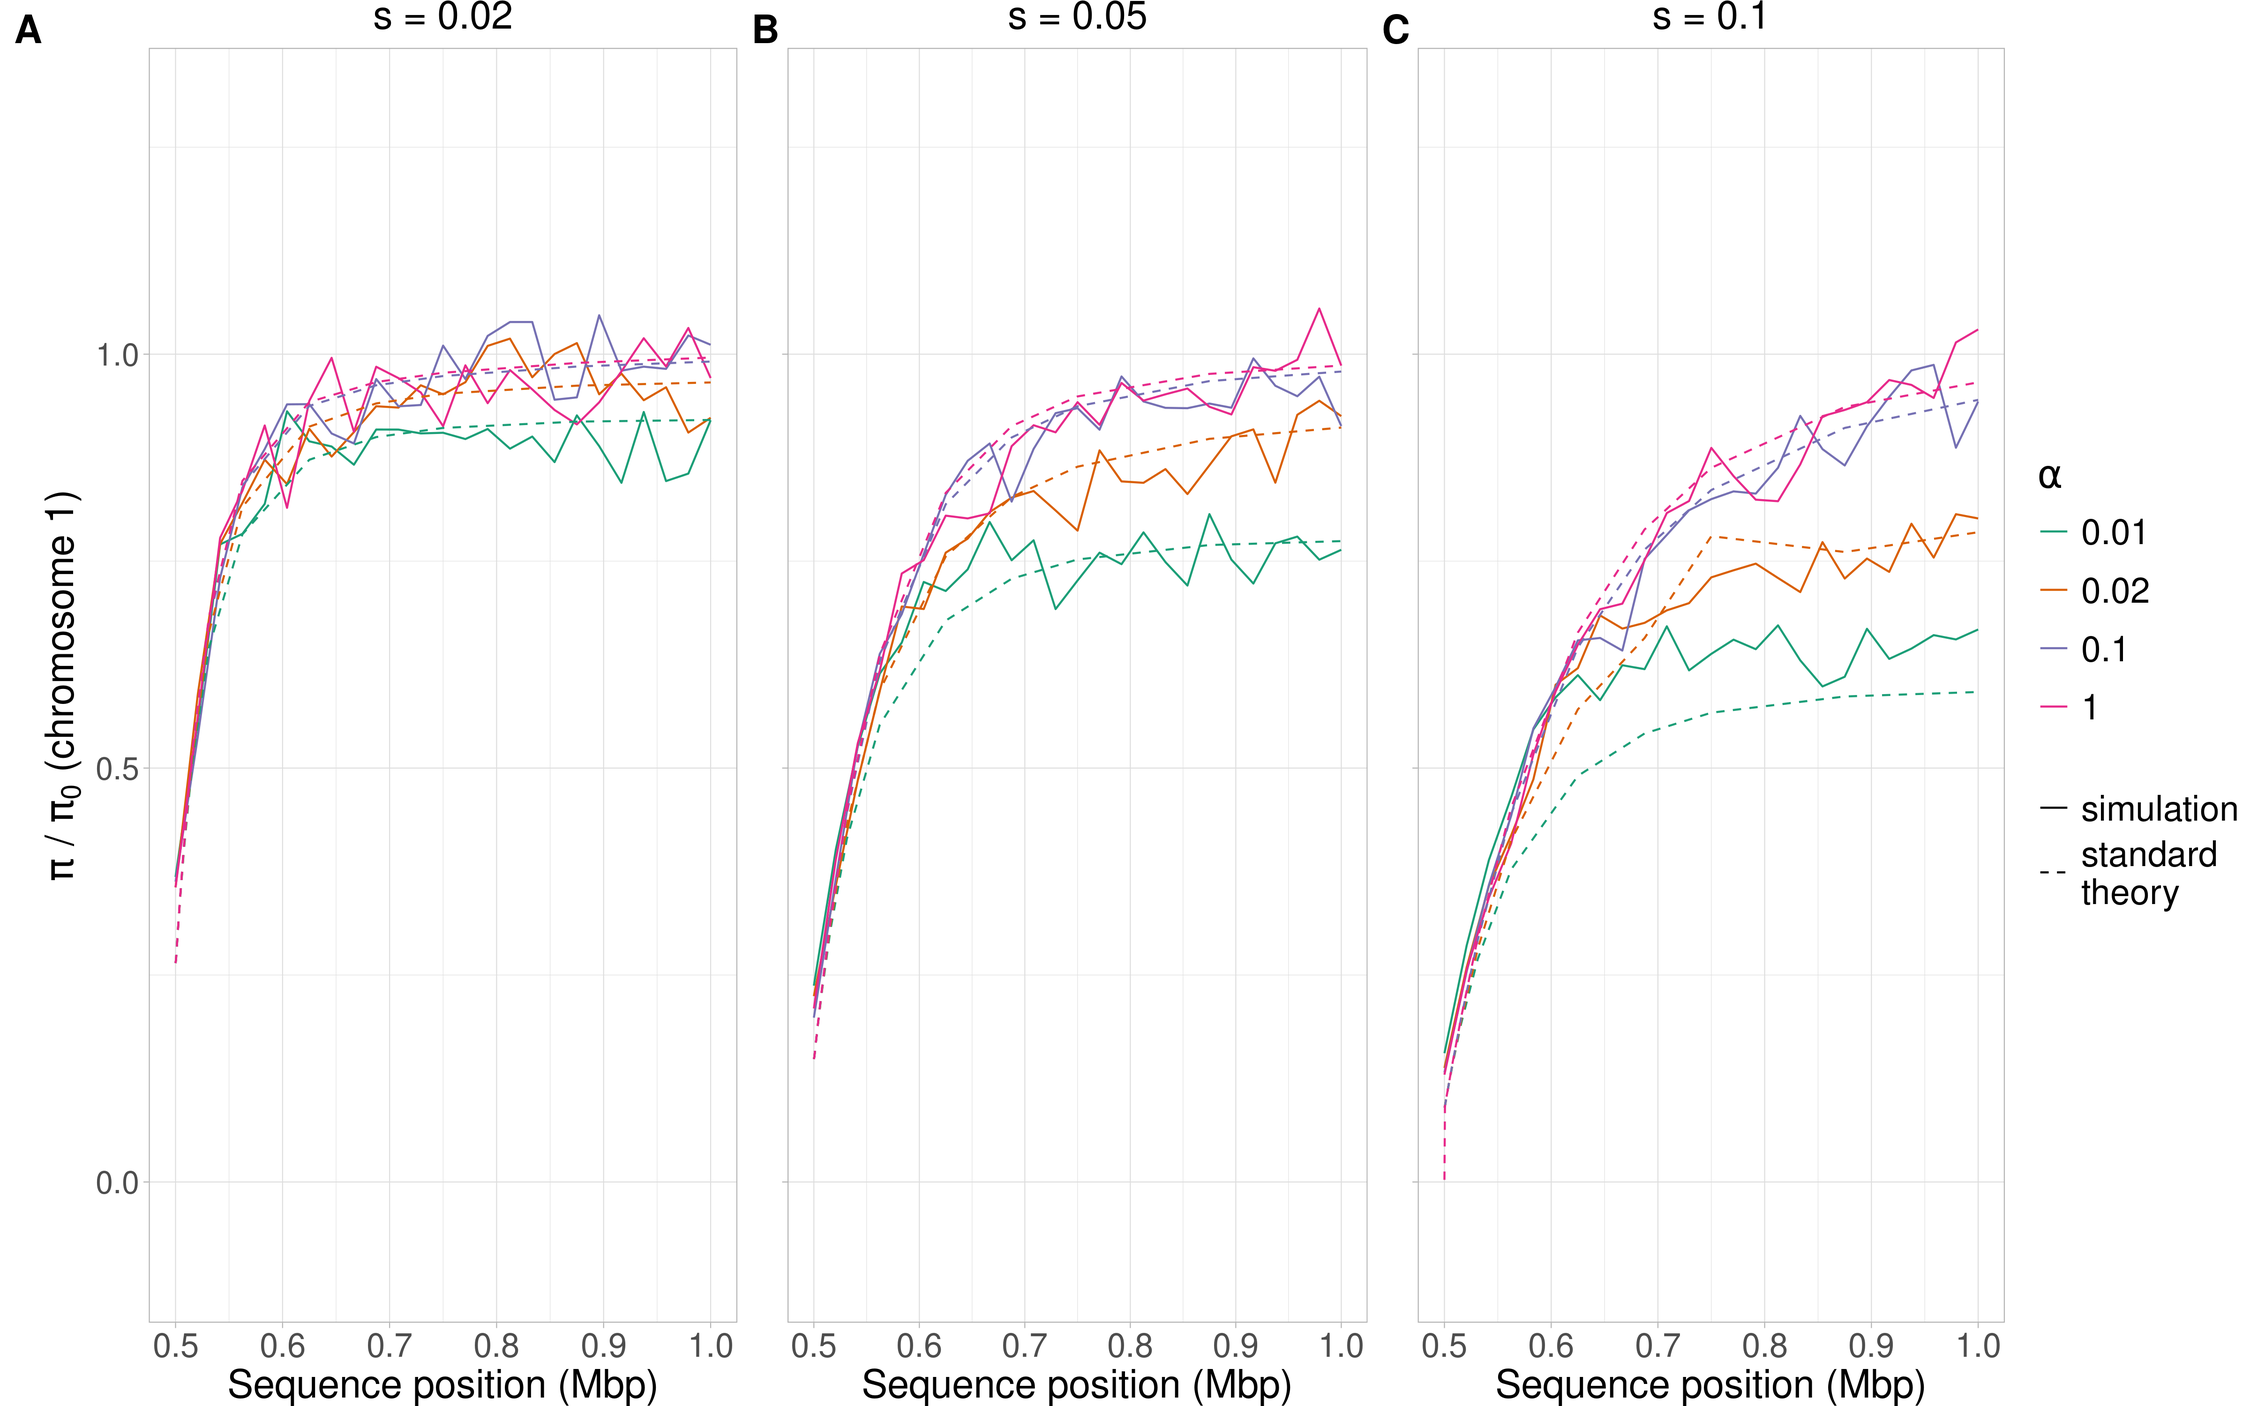 A
s = 0.02
B
s = 0.05
C
s = 0.1
π / π0 (chromosome 1)
1.0
0.5
0.0
0.5 0.6 0.7 0.8 0.9 1.0
Sequence position (Mbp)
0.5 0.6 0.7 0.8 0.9 1.0
Sequence position (Mbp)
0.5 0.6 0.7 0.8 0.9 1.0
Sequence position (Mbp)
α
0.01
0.02
0.1
1
simulation
standard
theory